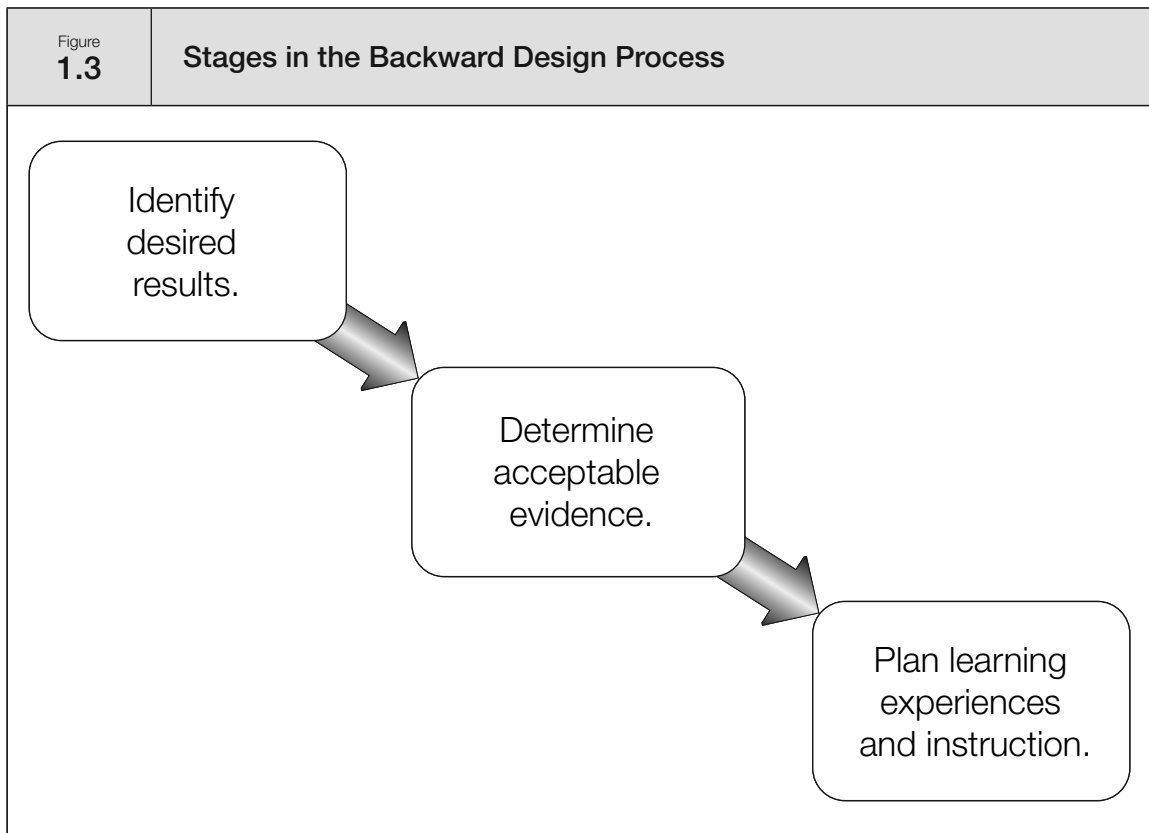 Figure
1.3
Stages in the Backward Design Process
Identify
desired
results.
Determine
acceptable
evidence.
Plan learning
experiences
and instruction.